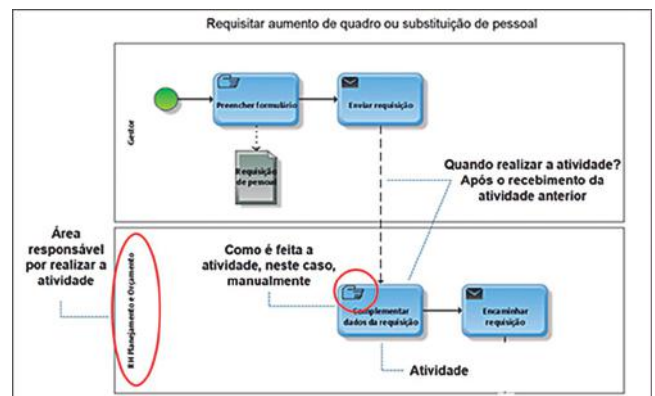 Requisitar aumento de quadro ou substituição de pessoal
Gestor
Preencher formulário
Enviar requisição
Requisição
de pessoal
Quando realizar a atividade?
Após o recebimento da
atividade anterior
Área
responsável
por realizar a
atividade
Como é feita a
atividade, neste caso,
manualmente
RH Planejamento e Orçamento
Complementar
dados da requisição
Encaminhar
requisição
Atividade